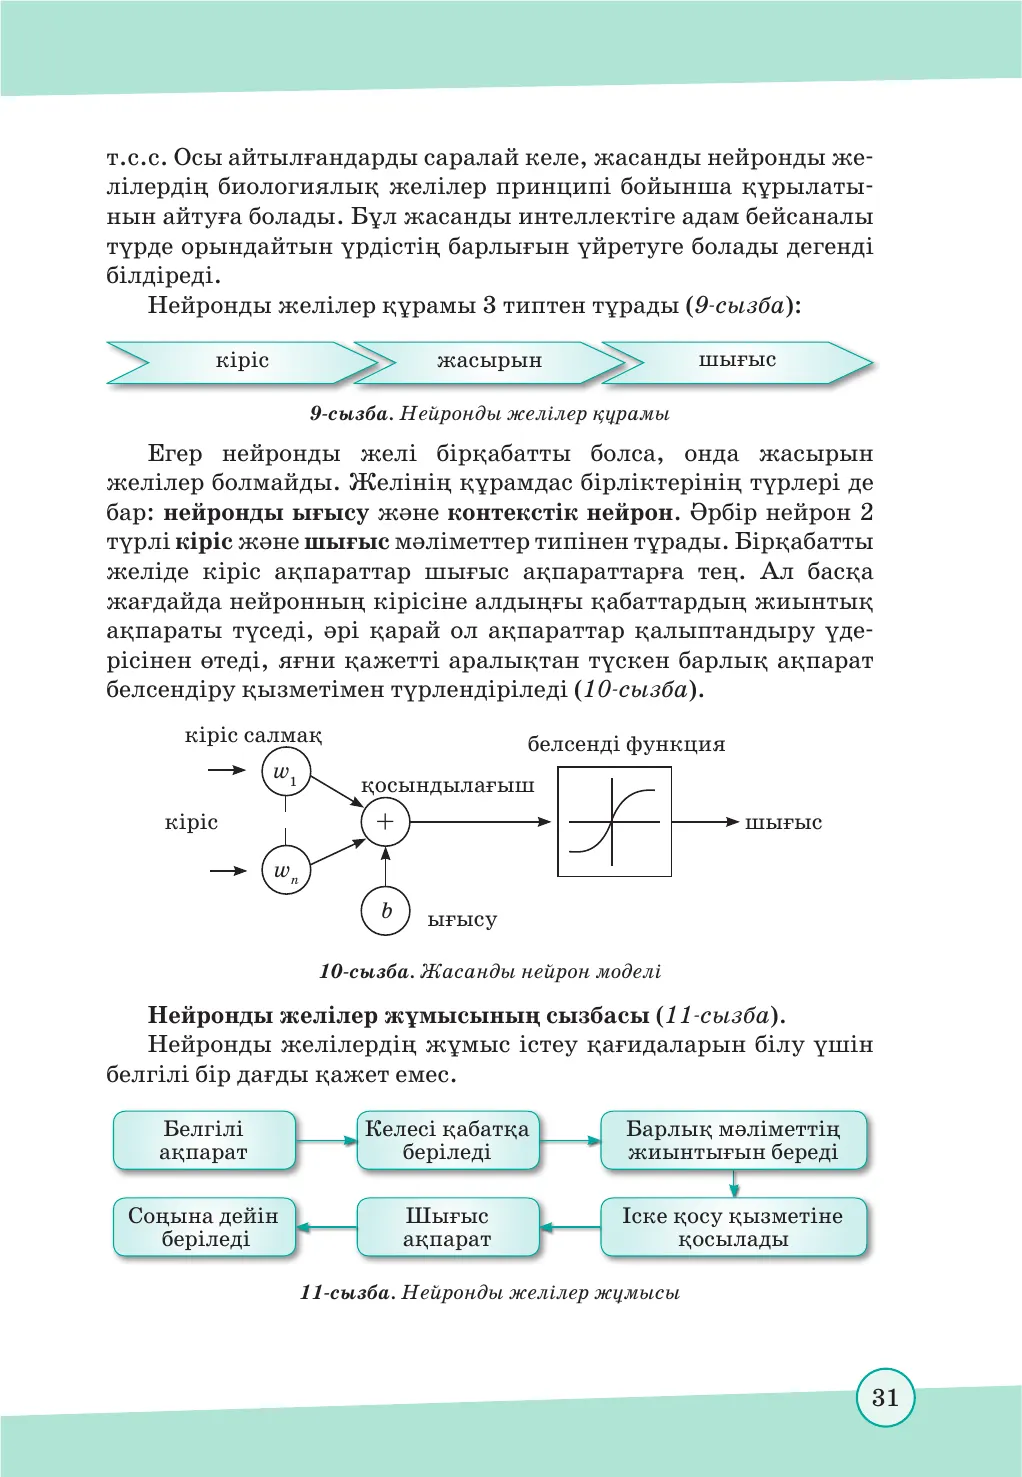 т.с.с. Осы айтылғандарды саралай келе, жасанды нейронды же-
лілердің биологиялық желілер принципі бойынша құрылаты-
нын айтуға болады. Бұл жасанды интеллектіге адам бейсаналы
түрде орындайтын үрдістің барлығын үйретуге болады дегенді
білдіреді.
Нейронды желілер құрамы 3 типтен тұрады (9-сызба):
кіріс жасырын шығыс
9-сызба. Нейронды желілер құрамы
Егер нейронды желі бірқабатты болса, онда жасырын
желілер болмайды. Желінің құрамдас бірліктерінің түрлері де
бар: нейронды ығысу және контекстік нейрон. Әрбір нейрон 2
түрлі кіріс және шығыс мәліметтер типінен тұрады. Бірқабатты
желіде кіріс ақпараттар шығыс ақпараттарға тең. Ал басқа
жағдайда нейронның кірісіне алдыңғы қабаттардың жиынтық
ақпараты түседі, әрі қарай ол ақпараттар қалыптандыру үде-
рісінен өтеді, яғни қажетті аралықтан түскен барлық ақпарат
белсендіру қызметімен түрлендіріледі (10-сызба).
кіріс салмақ
белсенді функция
w1
қосындылағыш
кіріс
+
шығыс
wn
b
ығысу
10-сызба. Жасанды нейрон моделі
Нейронды желілер жұмысының сызбасы (11-сызба).
Нейронды желілердің жұмыс істеу қағидаларын білу үшін
белгілі бір дағды қажет емес.
Белгілі
ақпарат
Келесі қабатқа
беріледі
Барлық мәліметтің
жиынтығын береді
Іске қосу қызметіне
қосылады
Шығыс
ақпарат
Соңына дейін
беріледі
11-сызба. Нейронды желілер жұмысы
31